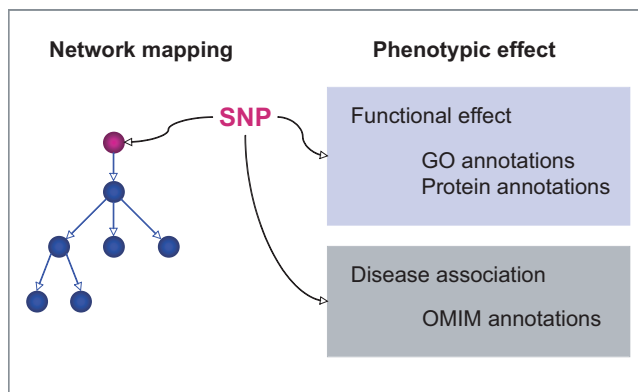 Network mapping
Phenotypic effect
SNP
Functional effect
GO annotations
Protein annotations
Disease association
OMIM annotations